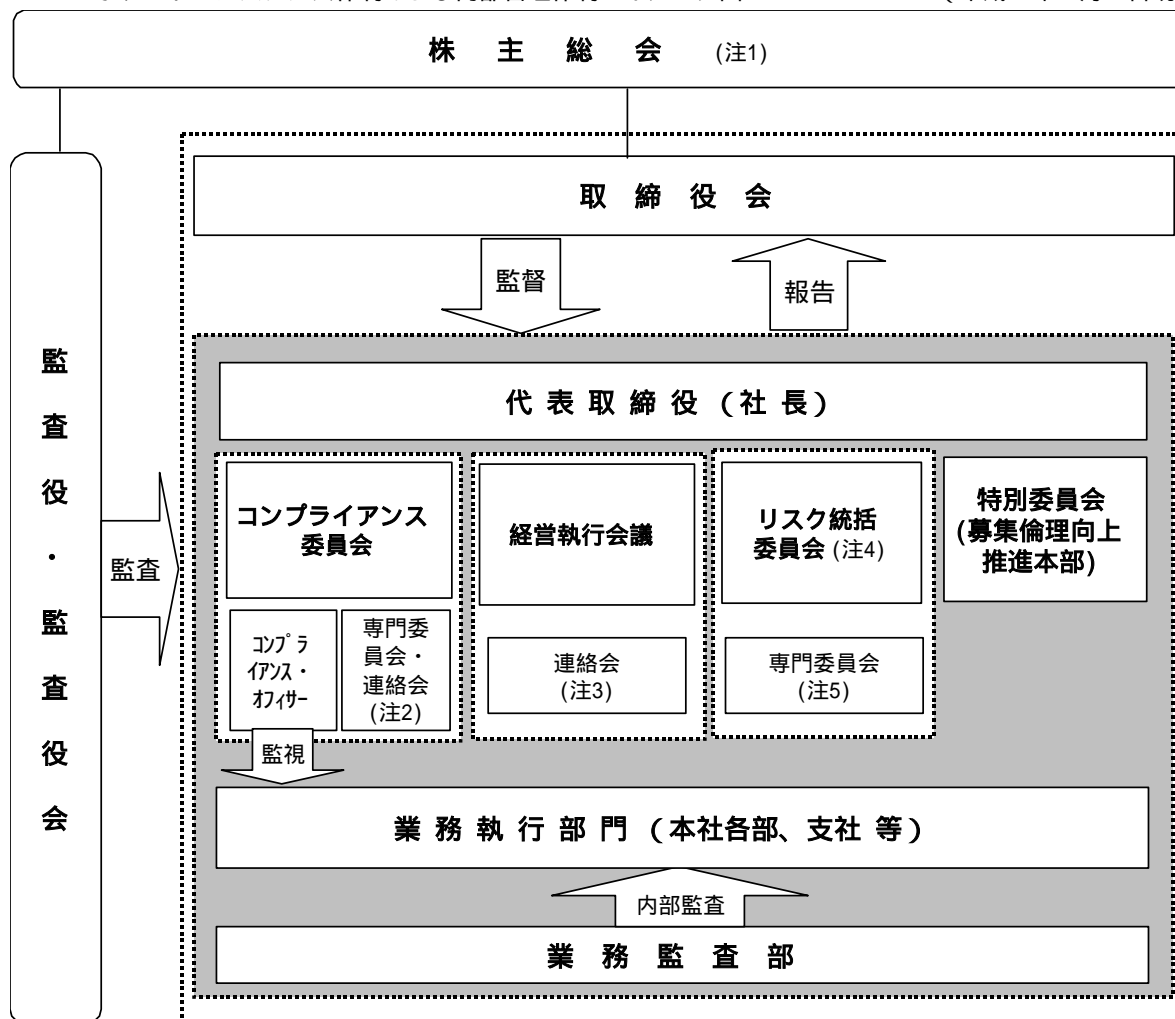 株 主 総 会 (注1)
取 締 役 会
監督
報告
監査役・監査役会
監査
代 表 取 締 役 (社 長)
コンプライアンス
委員会
経営執行会議
リスク統括
委員会 (注4)
特別委員会
(募集倫理向上
推進本部)
ｺﾝﾌﾟﾗ
ｲｱﾝｽ・
ｵﾌｨｻｰ
専門委
員会・
連絡会
(注2)
連絡会
(注3)
専門委員会
(注5)
監視
業 務 執 行 部 門 (本社各部、支社 等)
内部監査
業 務 監 査 部